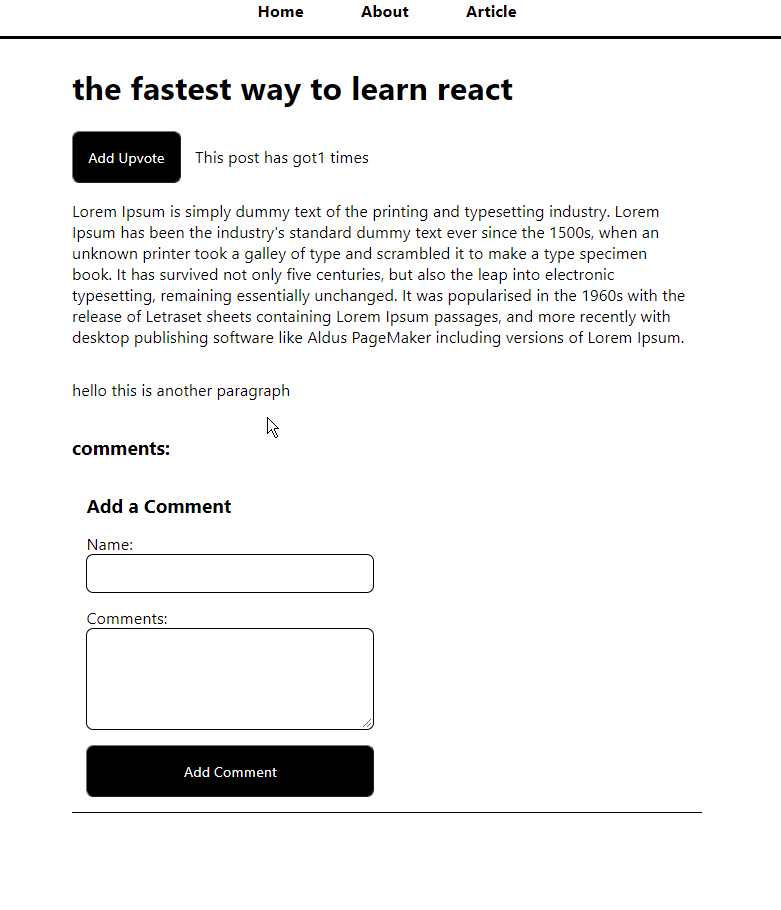 Home About Article
the fastest way to learn react
Add Upvote This post has got1 times
Lorem Ipsum is simply dummy text of the printing and typesetting industry. Lorem
Ipsum has been the industry's standard dummy text ever since the 1500s, when an
unknown printer took a galley of type and scrambled it to make a type specimen
book. It has survived not only five centuries, but also the leap into electronic
typesetting, remaining essentially unchanged. It was popularised in the 1960s with the
release of Letraset sheets containing Lorem Ipsum passages, and more recently with
desktop publishing software like Aldus PageMaker including versions of Lorem Ipsum.
hello this is another paragraph
comments:
Add a Comment
Name:
Comments:
Add Comment